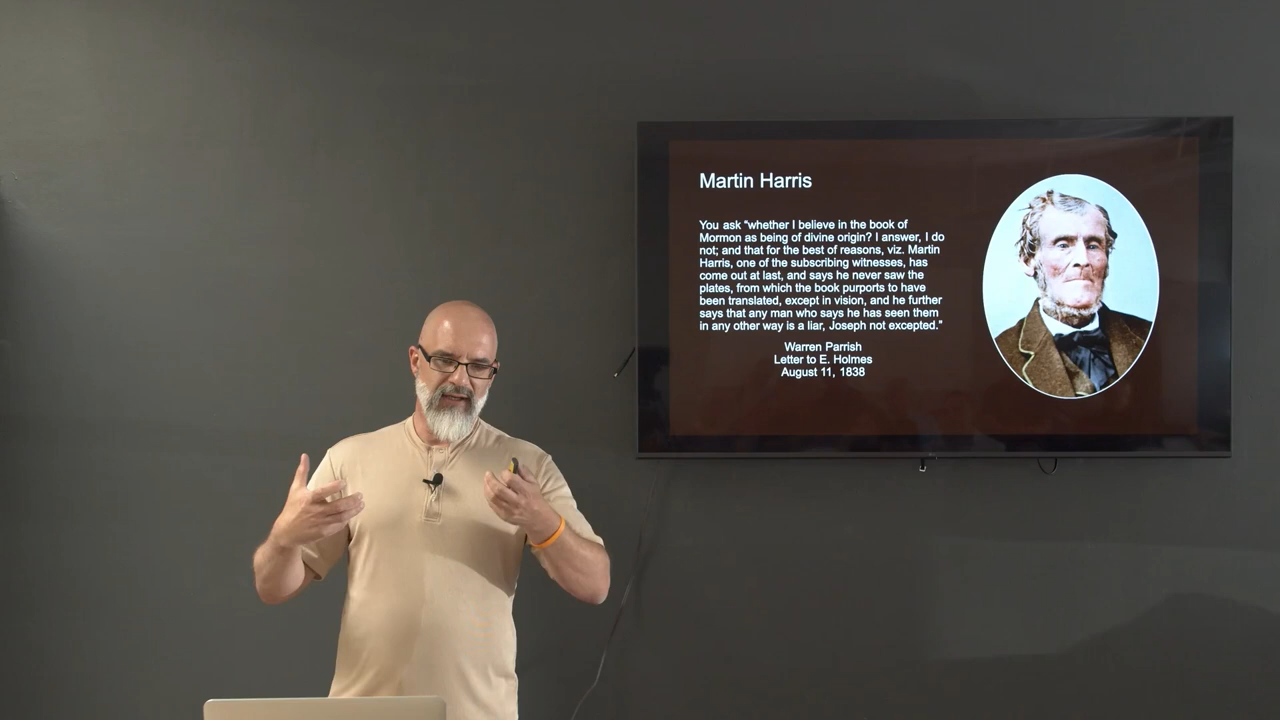 Martin Harris
You ask “whether I believe in the book of
Mormon as being of divine origin? I answer, I do
not; and that for the best of reasons, viz. Martin
Harris, one of the subscribing witnesses, has
come out at last, and says he never saw the
plates, from which the book purports to have
been translated, except in vision, and he further
says that any man who says he has seen them
in any other way is a liar, Joseph not excepted.”
Warren Parrish
Letter to E. Holmes
August 11, 1838